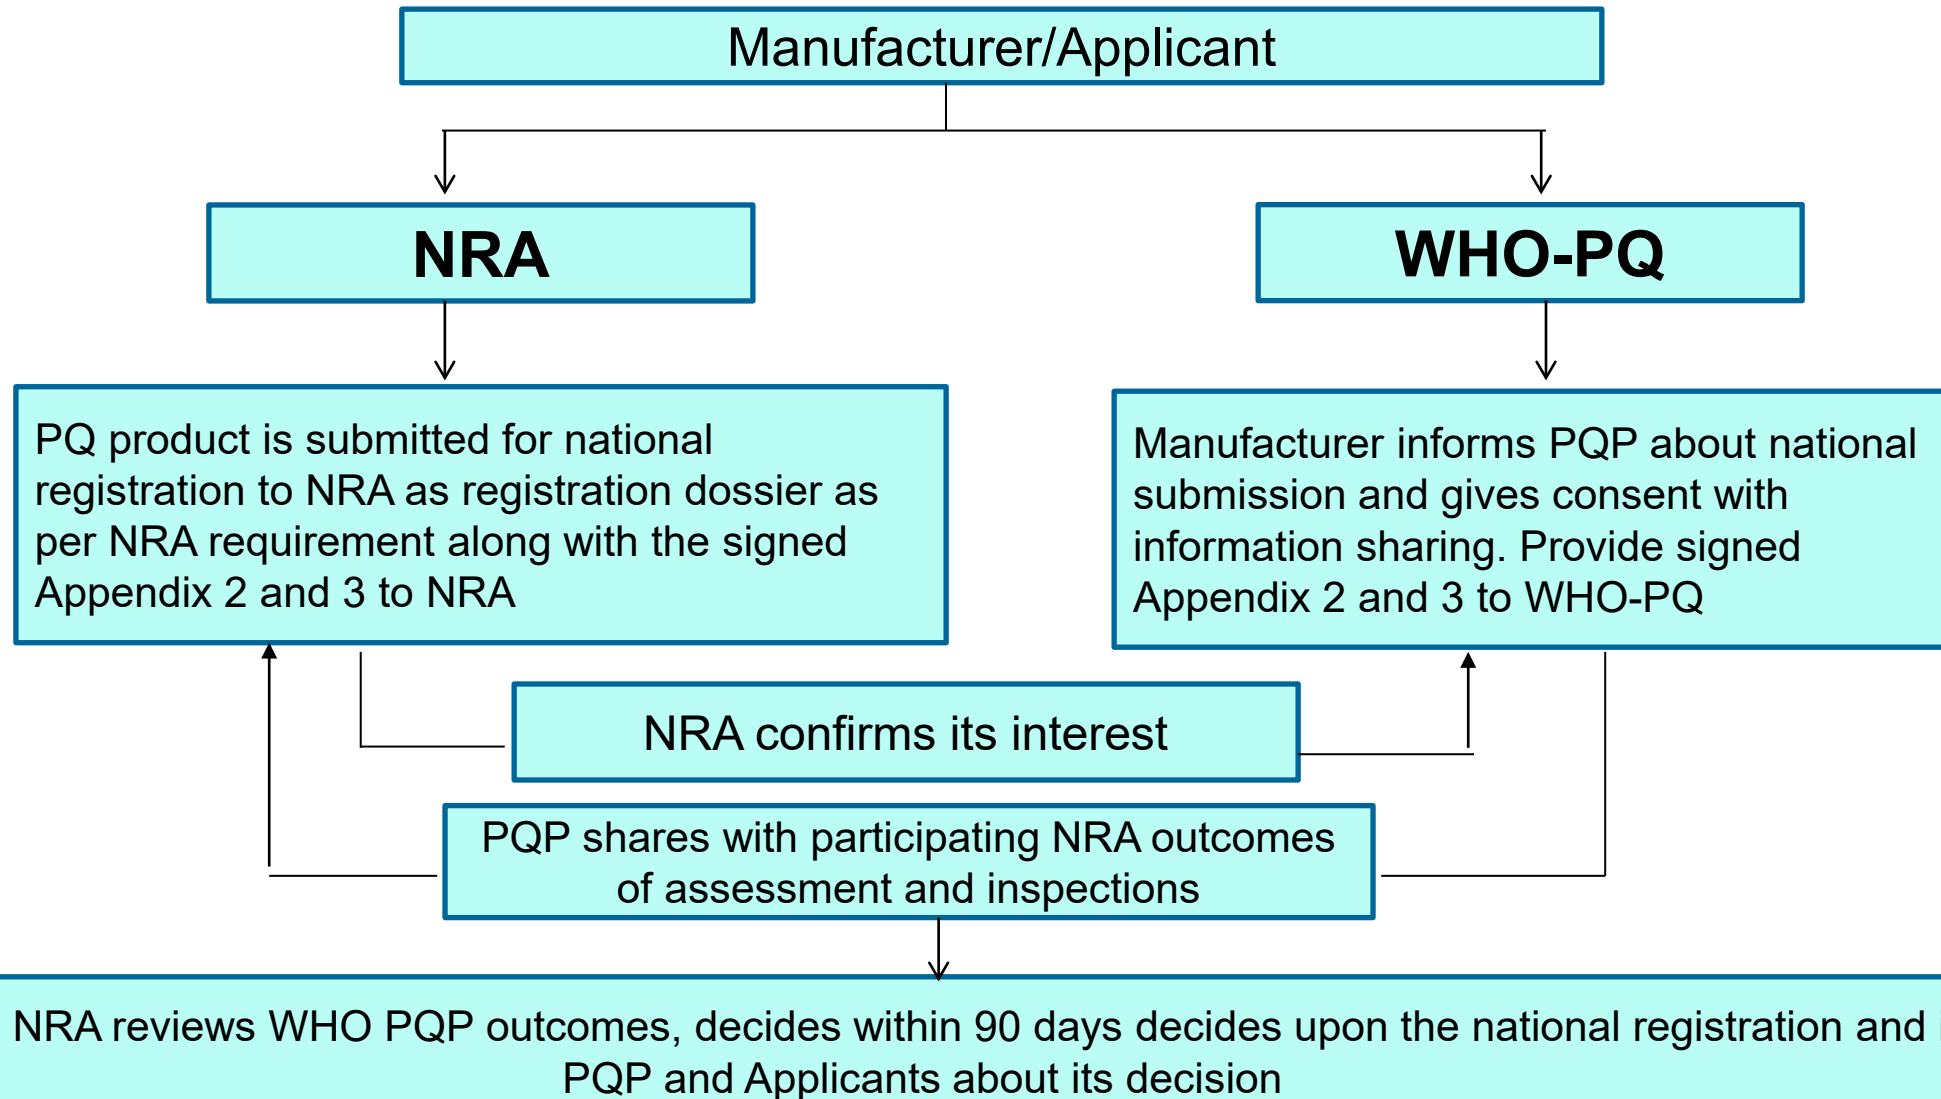 Manufacturer/Applicant
NRA
WHO-PQ
PQ product is submitted for national
registration to NRA as registration dossier as
per NRA requirement along with the signed
Appendix 2 and 3 to NRA
Manufacturer informs PQP about national
submission and gives consent with
information sharing. Provide signed
Appendix 2 and 3 to WHO-PQ
NRA confirms its interest
PQP shares with participating NRA outcomes
of assessment and inspections
NRA reviews WHO PQP outcomes, decides within 90 days decides upon the national registration and
PQP and Applicants about its decision